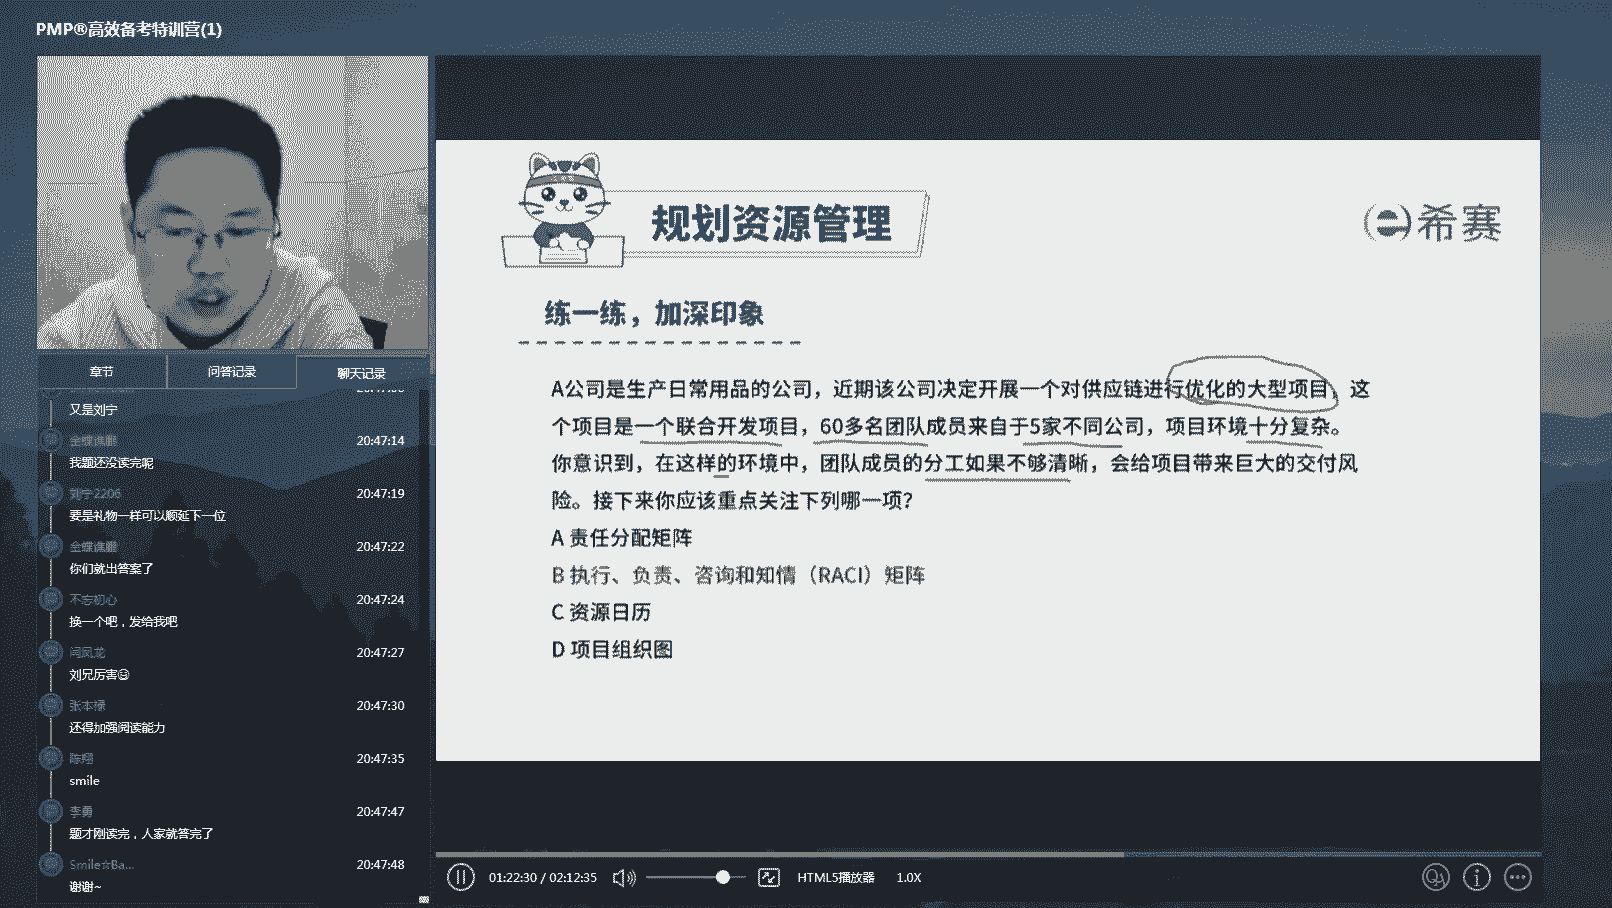 PMP®高效备考特训营(1)
章节
问答记录
聊天记录
又是刘宁
金蝶谯鹏
20:47:14
我题还没读完呢
刘宁2206
20:47:19
要是礼物一样可以顺延下一位
金蝶谯鹏
20:47:22
你们就出答案了
不忘初心
20:47:24
换一个吧，发给我吧
闫凤龙
20:47:27
刘兄厉害
张本禄
20:47:30
还得加强阅读能力
陈翔
20:47:35
smile
李勇
20:47:47
题才刚读完，人家就答完了
Smile☆Ba...
20:47:48
谢谢~
规划资源管理
希赛
练一练，加深印象
A公司是生产日常用品的公司，近期该公司决定开展一个对供应链进行优化的大型项目，这
个项目是一个联合开发项目，60多名团队成员来自于5家不同公司，项目环境十分复杂。
你意识到，在这样的环境中，团队成员的分工如果不够清晰，会给项目带来巨大的交付风
险。接下来你应该重点关注下列哪一项？
A 责任分配矩阵
B 执行、负责、咨询和知情（RACI）矩阵
C 资源日历
D 项目组织图
01:22:30 / 02:12:35
HTML5播放器
1.0X